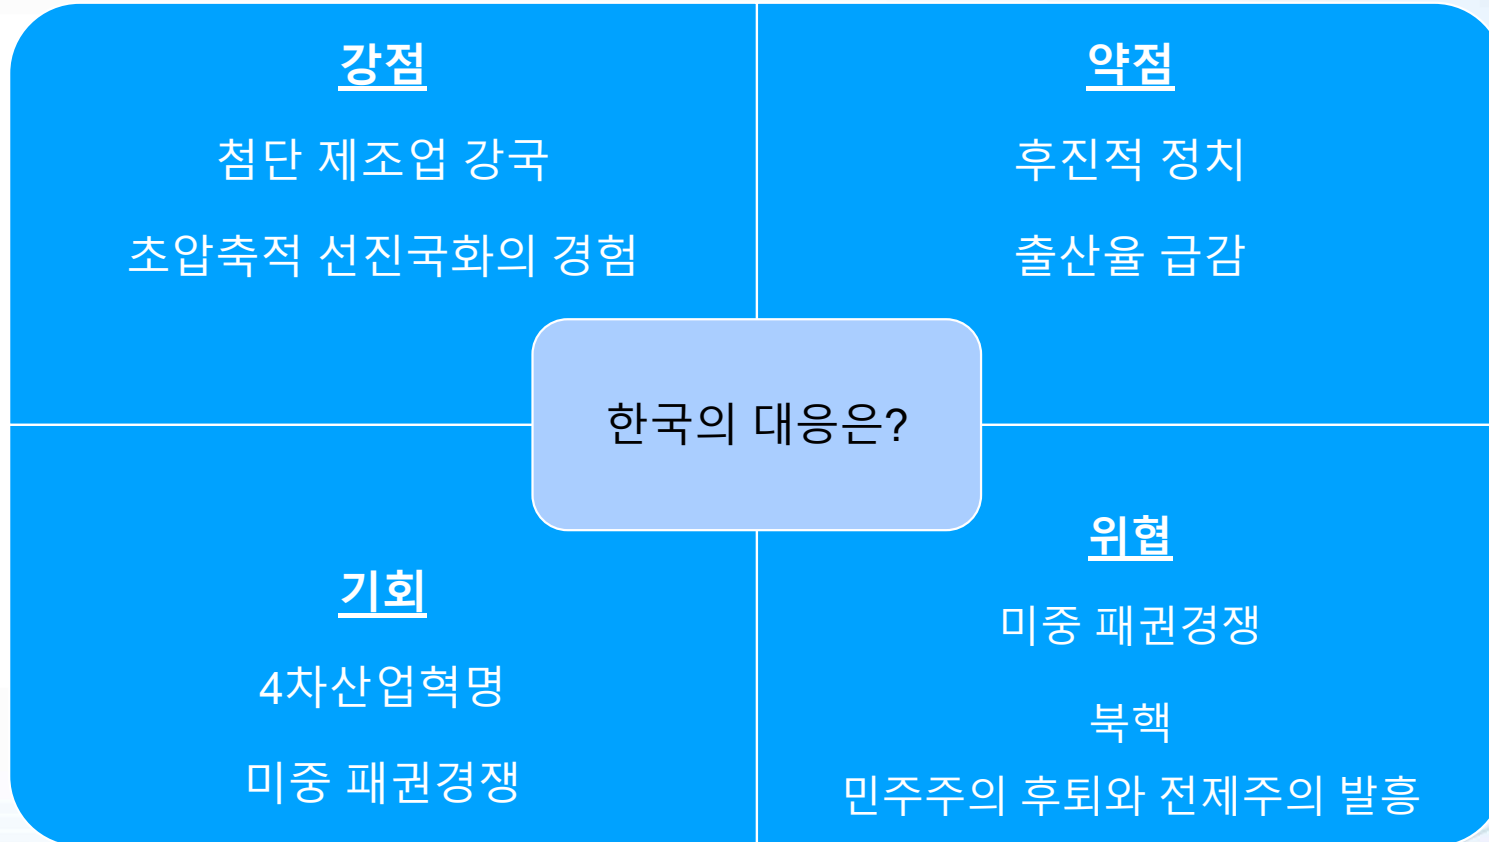 강점
첨단 제조업 강국
초압축적 선진국화의 경험
약점
후진적 정치
출산율 급감
한국의 대응은?
기회
4차산업혁명
미중 패권경쟁
위협
미중 패권경쟁
북핵
민주주의 후퇴와 전제주의 발흥